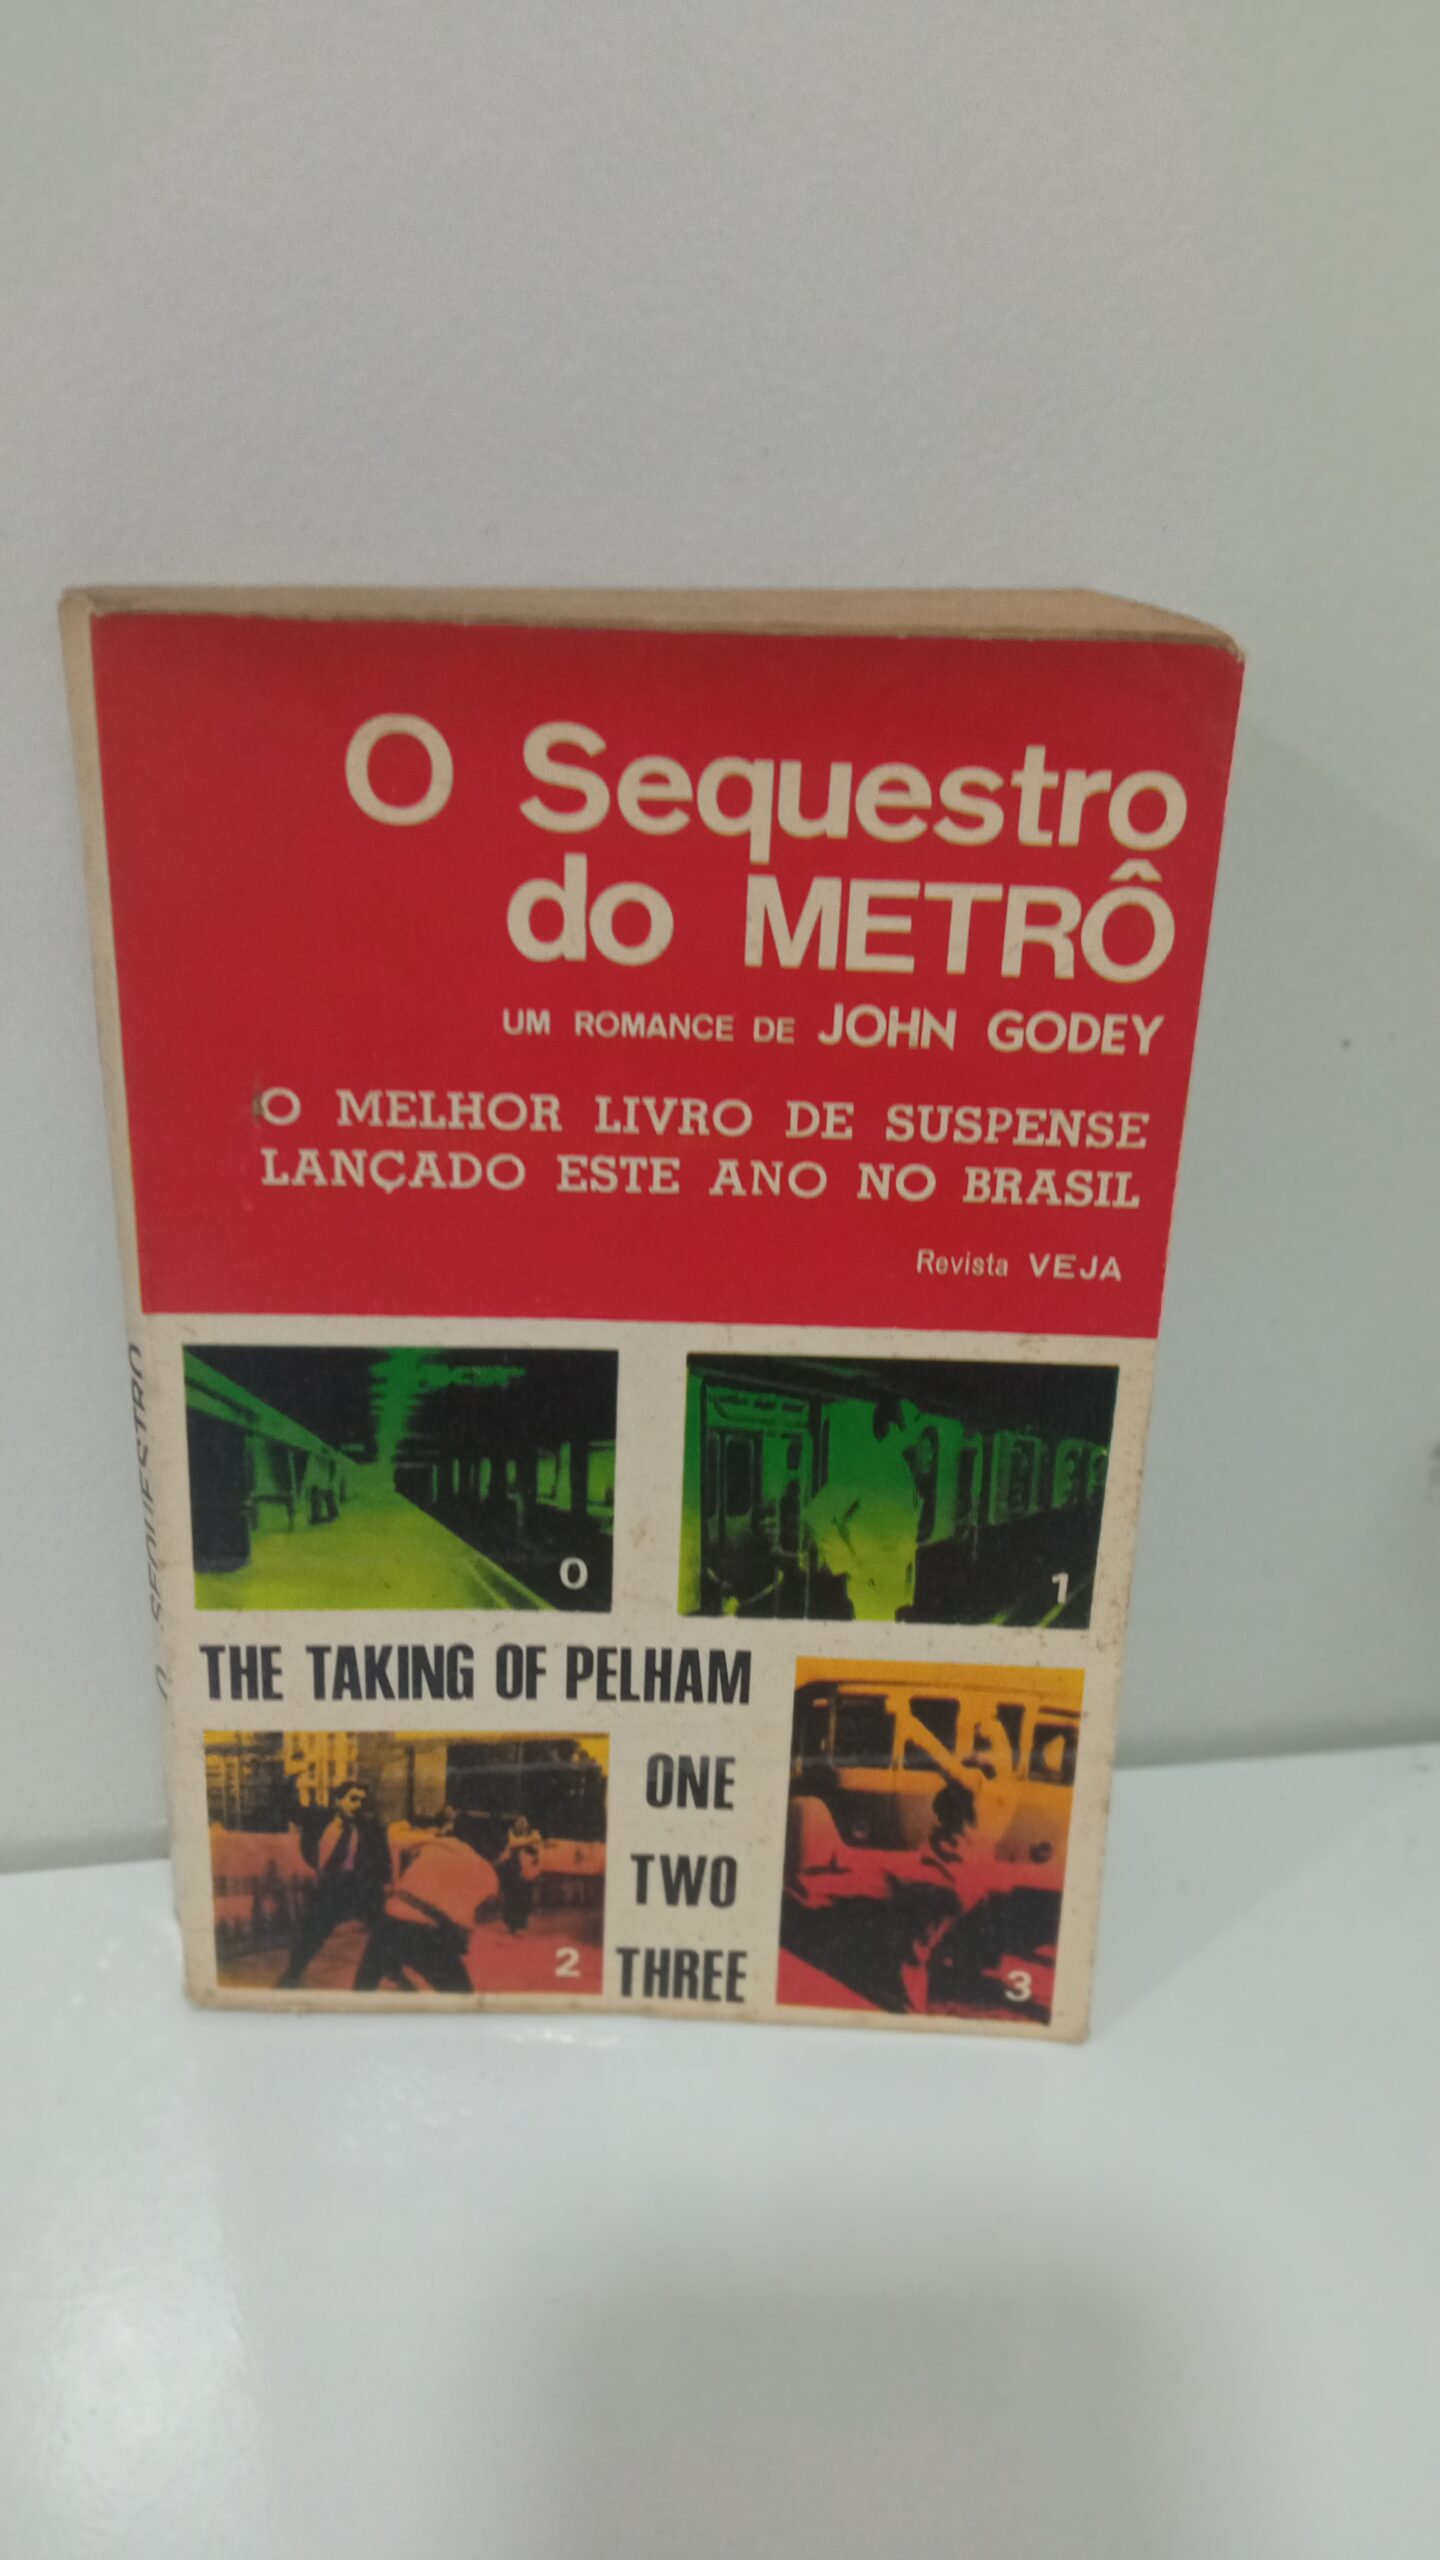 O Sequestro
do METRÔ
UM ROMANCE DE JOHN GODEY
O MELHOR LIVRO DE SUSPENSE
LANÇADO ESTE ANO NO BRASIL
Revista VEJA
0
1
THE TAKING OF PELHAM
ONE
TWO
THREE
2
3
O SEQUESTRO